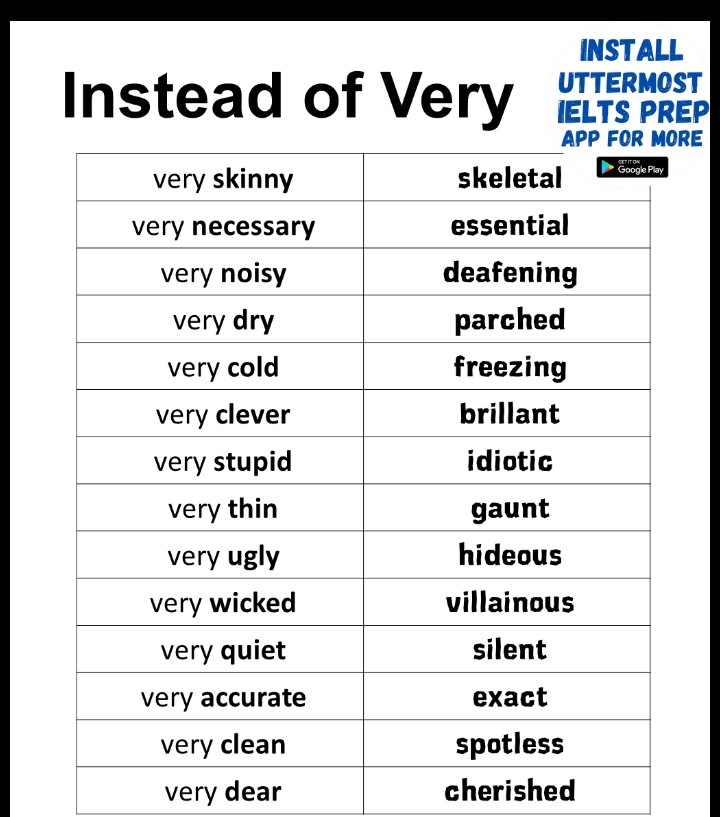 Instead of Very
INSTALL
UTTERMOST
IELTS PREP
APP FOR MORE
GET IT ON
Google Play
very skinny skeletal
very necessary essential
very noisy deafening
very dry parched
very cold freezing
very clever brillant
very stupid idiotic
very thin gaunt
very ugly hideous
very wicked villainous
very quiet silent
very accurate exact
very clean spotless
very dear cherished